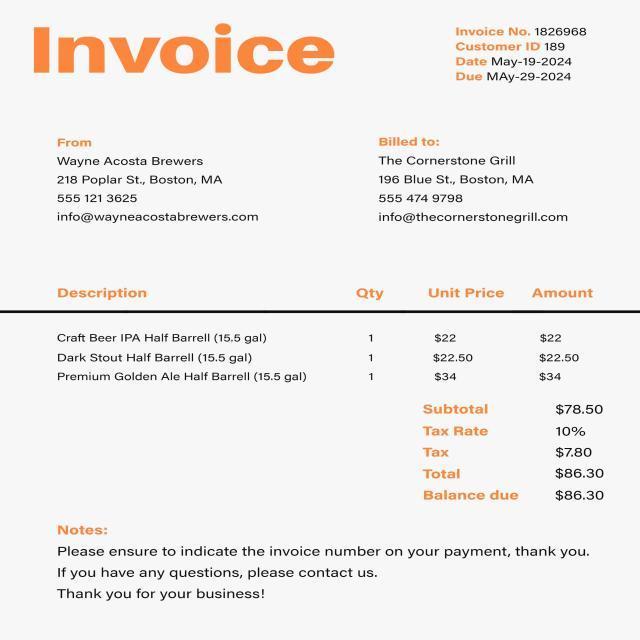 Invoice
Invoice No. 1826968
Customer ID 189
Date May-19-2024
Due MAy-29-2024
From
Wayne Acosta Brewers
218 Poplar St., Boston, MA
555 121 3625
info@wayneacostabrewers.com
Billed to:
The Cornerstone Grill
196 Blue St., Boston, MA
555 474 9798
info@thecornerstonegrill.com
Description Qty Unit Price Amount
Craft Beer IPA Half Barrell (15.5 gal) 1 $22 $22
Dark Stout Half Barrell (15.5 gal) 1 $22.50 $22.50
Premium Golden Ale Half Barrell (15.5 gal) 1 $34 $34
Subtotal $78.50
Tax Rate 10%
Tax $7.80
Total $86.30
Balance due $86.30
Notes:
Please ensure to indicate the invoice number on your payment, thank you.
If you have any questions, please contact us.
Thank you for your business!